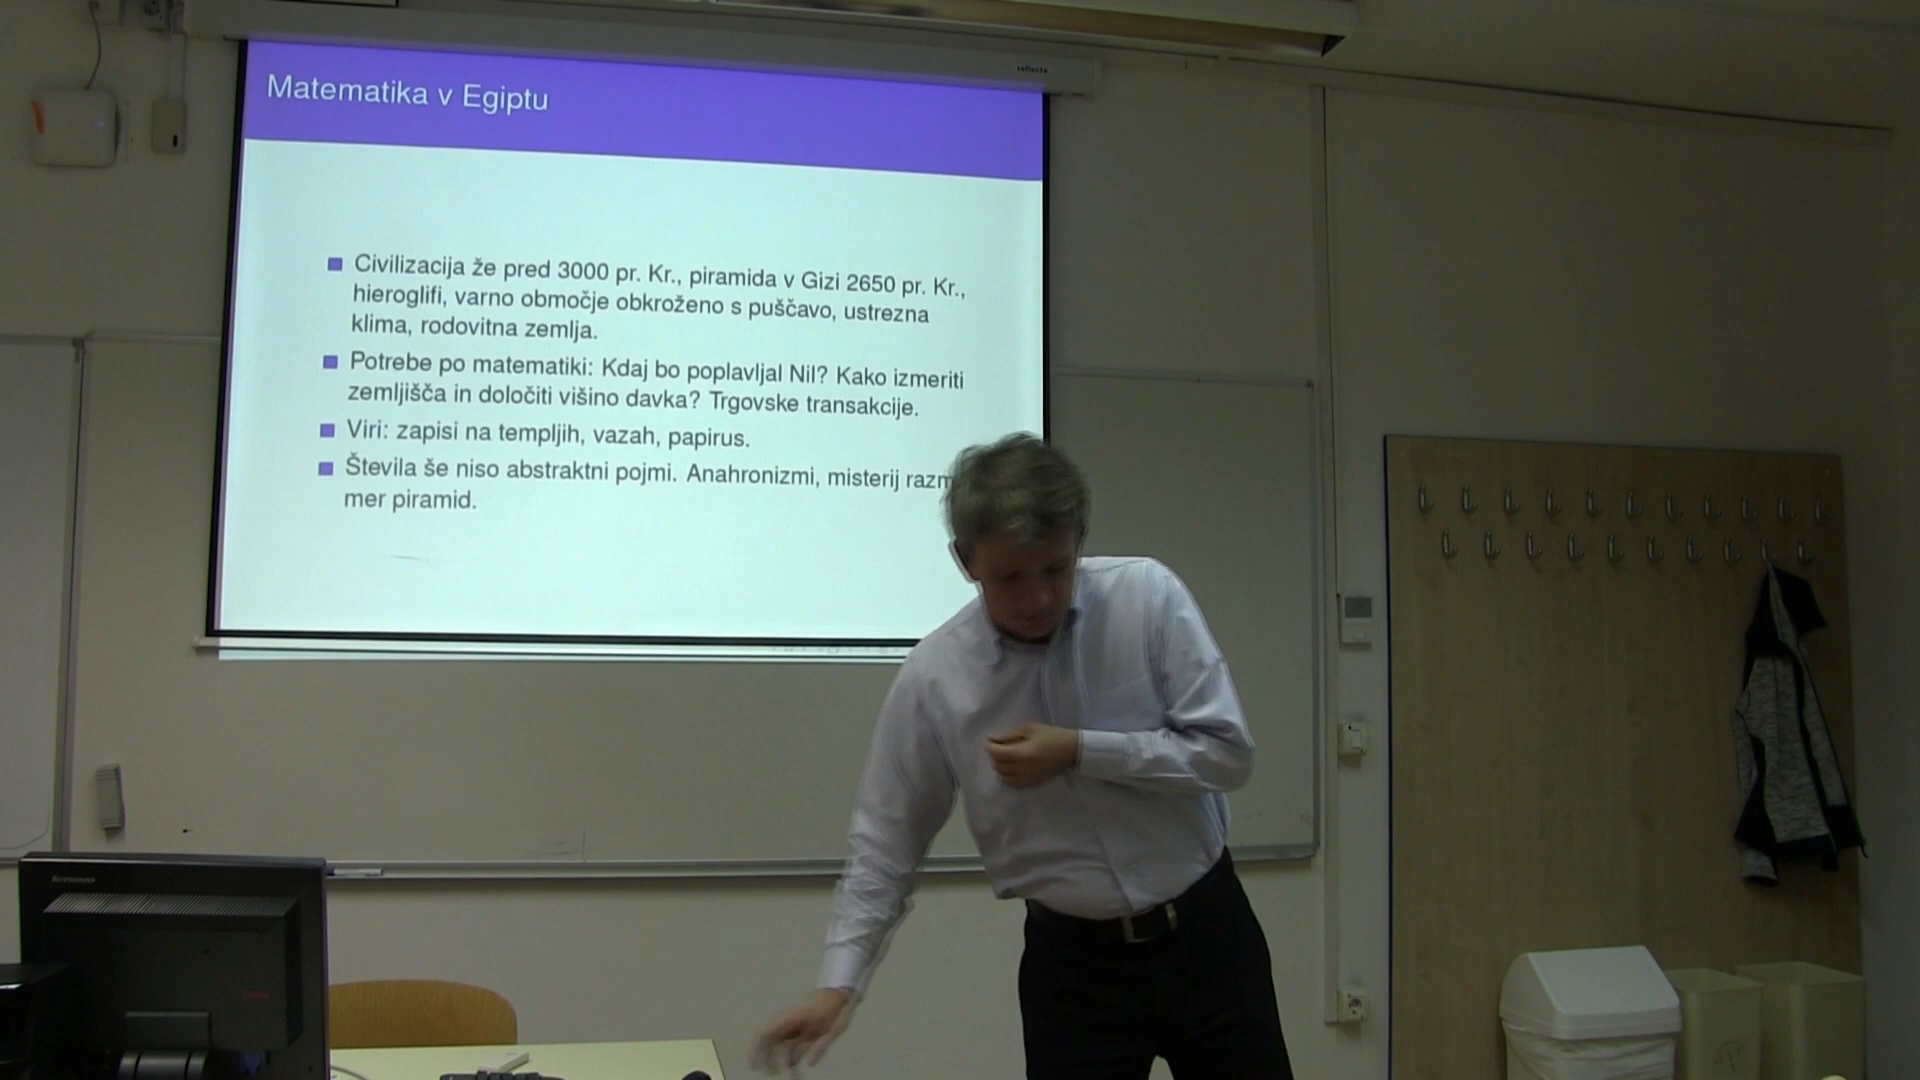 reflecta
Matematika v Egiptu
Civilizacija že pred 3000 pr. Kr., piramida v Gizi 2650 pr. Kr.,
hieroglifi, varno območje obkroženo s puščavo, ustrezna
klima, rodovitna zemlja.
Potrebe po matematiki: Kdaj bo poplavljal Nil? Kako izmeriti
zemljišča in določiti višino davka? Trgovske transakcije.
Viri: zapisi na templjih, vazah, papirus.
Števila še niso abstraktni pojmi. Anahronizmi, misterij razm
mer piramid.
lenovo